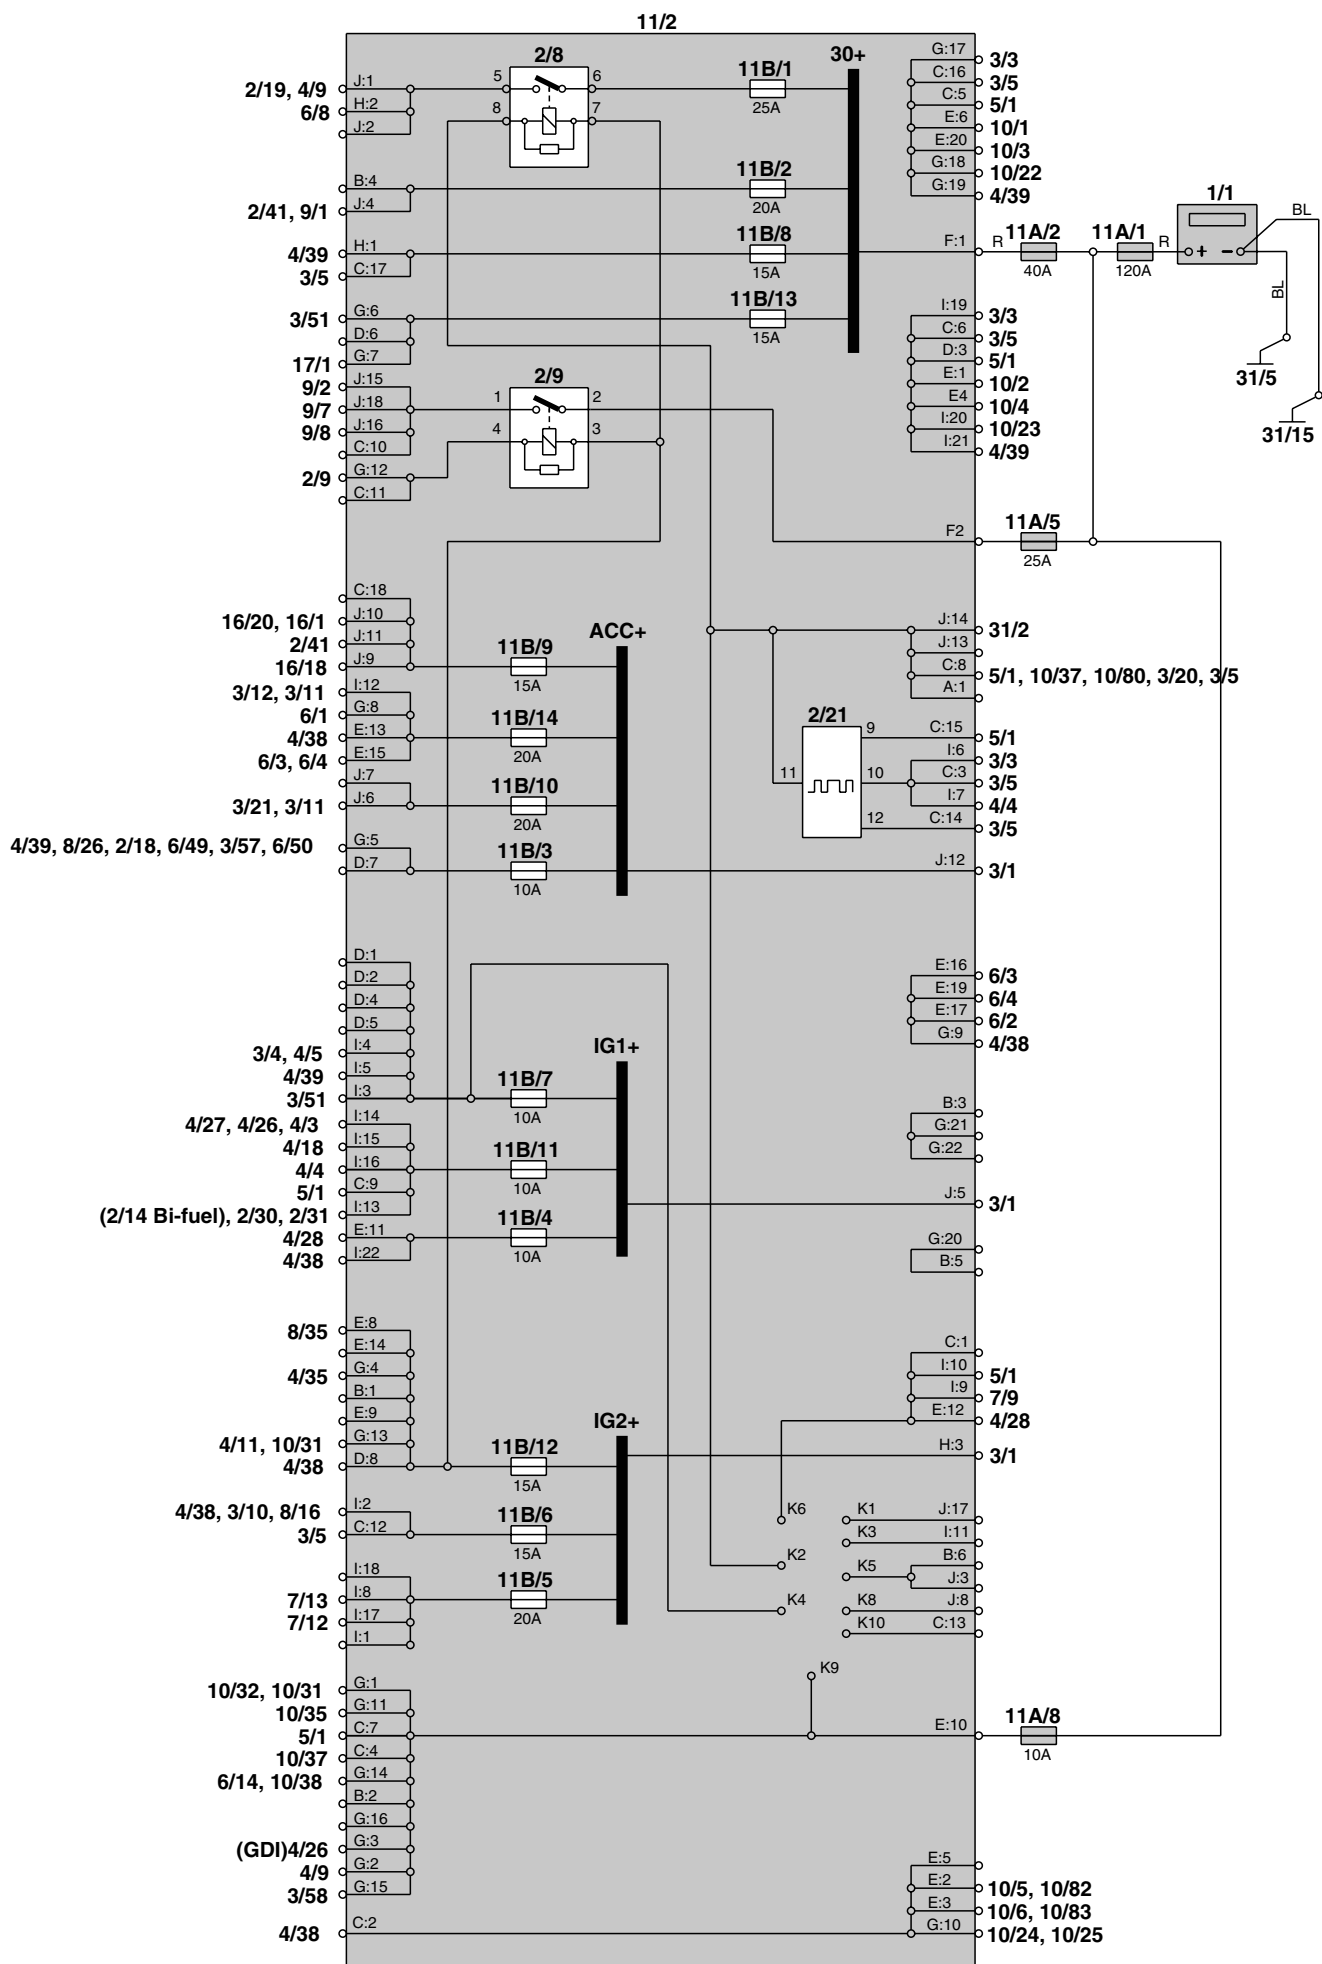 11/2
2/19, 4/9 J:1
6/8 H:2
J:2
2/8
5 6
8 7
11B/1
25A
30+
G:17 3/3
C:16 3/5
C:5 5/1
E:6 10/1
E:20 10/3
G:18 10/22
G:19 4/39
B:4
2/41, 9/1 J:4
11B/2
20A
4/39 H:1
3/5 C:17
11B/8
15A
F:1 R
11A/2
40A
11A/1
120A
R
1/1
+ −
BL
BL
31/5
31/15
3/51 G:6
D:6
17/1 G:7
11B/13
15A
9/2 J:15
9/7 J:18
9/8 J:16
C:10
2/9 G:12
C:11
2/9
1 2
4 3
I:19 3/3
C:6 3/5
D:3 5/1
E:1 10/2
E4 10/4
I:20 10/23
I:21 4/39
F2
11A/5
25A
C:18
16/20, 16/1 J:10
2/41 J:11
16/18 J:9
11B/9
15A
ACC+
3/12, 3/11 I:12
6/1 G:8
4/38 E:13
6/3, 6/4 E:15
11B/14
20A
J:7
3/21, 3/11 J:6
11B/10
20A
4/39, 8/26, 2/18, 6/49, 3/57, 6/50 G:5
D:7
11B/3
10A
J:14 31/2
J:13
C:8 5/1, 10/37, 10/80, 3/20, 3/5
A:1
2/21
11
9 C:15 5/1
I:6 3/3
10 C:3 3/5
I:7 4/4
12 C:14 3/5
J:12 3/1
D:1
D:2
D:4
D:5
3/4, 4/5 I:4
4/39 I:5
3/51 I:3
11B/7
10A
IG1+
4/27, 4/26, 4/3 I:14
4/18 I:15
4/4 I:16
5/1 C:9
(2/14 Bi-fuel), 2/30, 2/31 I:13
11B/11
10A
4/28 E:11
4/38 I:22
11B/4
10A
E:16 6/3
E:19 6/4
E:17 6/2
G:9 4/38
B:3
G:21
G:22
J:5 3/1
G:20
B:5
8/35 E:8
E:14
4/35 G:4
B:1
E:9
4/11, 10/31 G:13
4/38 D:8
11B/12
15A
IG2+
C:1
I:10 5/1
I:9 7/9
E:12 4/28
H:3 3/1
4/38, 3/10, 8/16 I:2
3/5 C:12
11B/6
15A
I:18
7/13 I:8
7/12 I:17
I:1
11B/5
20A
K6
K2
K4
K1 J:17
K3 I:11
B:6
K5 J:3
K8 J:8
K10 C:13
K9
10/32, 10/31 G:1
10/35 G:11
5/1 C:7
10/37 C:4
6/14, 10/38 G:14
B:2
G:16
(GDI)4/26 G:3
4/9 G:2
3/58 G:15
E:10
11A/8
10A
4/38 C:2
E:5
E:2 10/5, 10/82
E:3 10/6, 10/83
G:10 10/24, 10/25